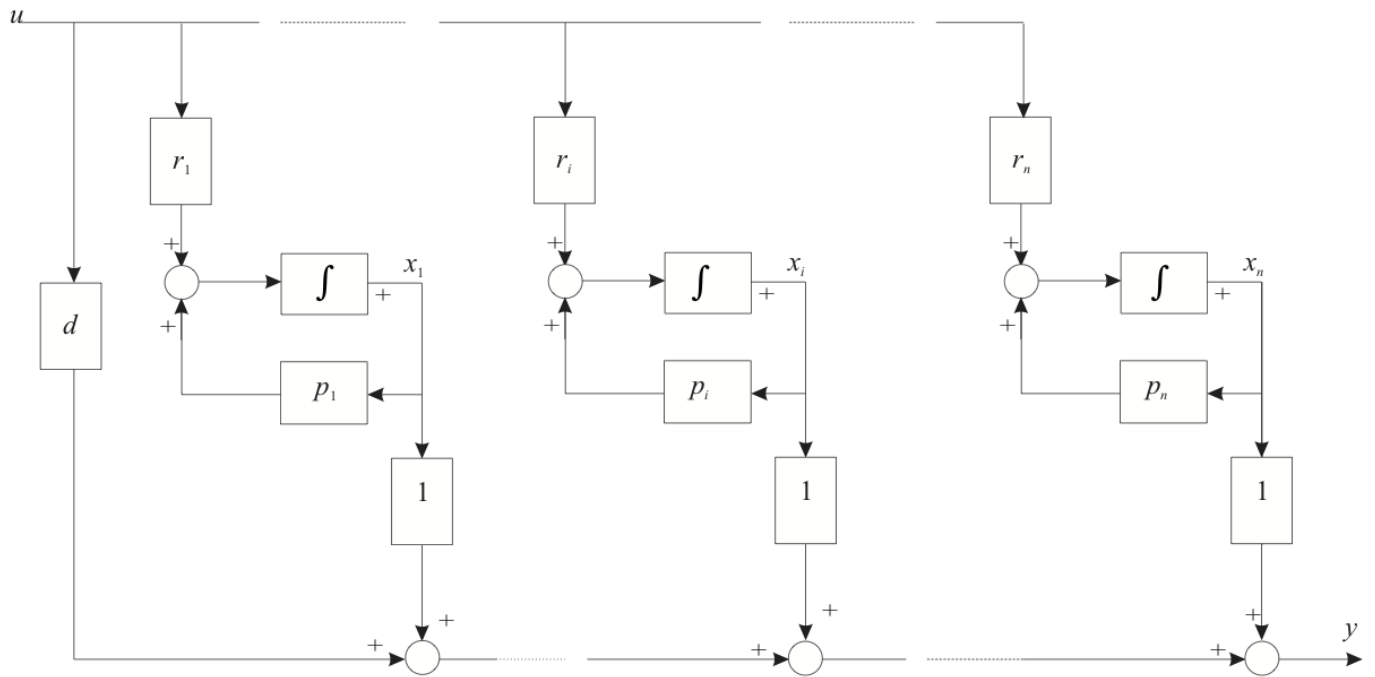 u
r₁ rᵢ rₙ
+ + +
∫ x₁ ∫ xᵢ ∫ xₙ
+ + +
d + + +
p₁ pᵢ pₙ
1 1 1
+ + +
+ + + y